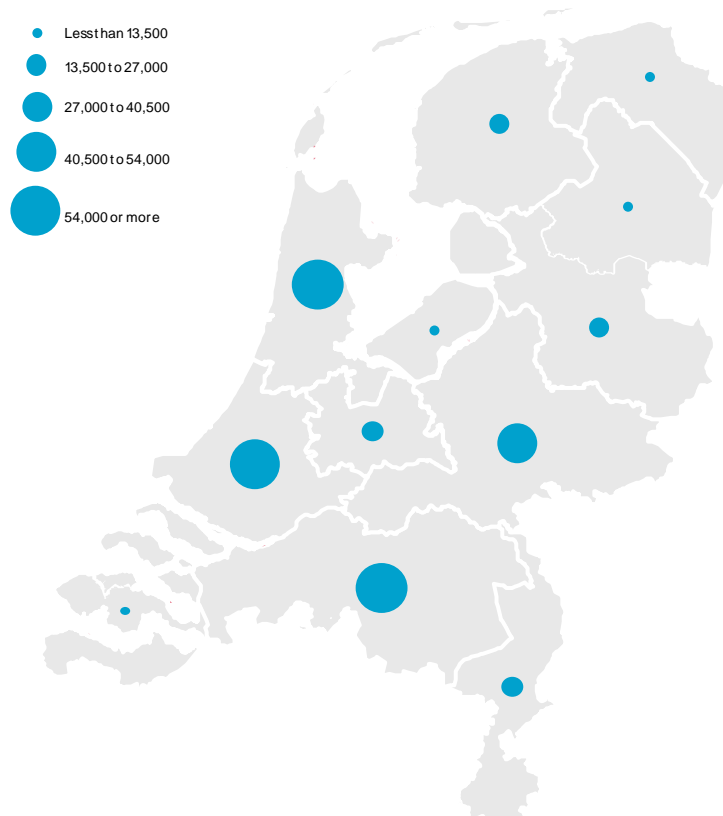 Less than 13,500
13,500 to 27,000
27,000 to 40,500
40,500 to 54,000
54,000 or more